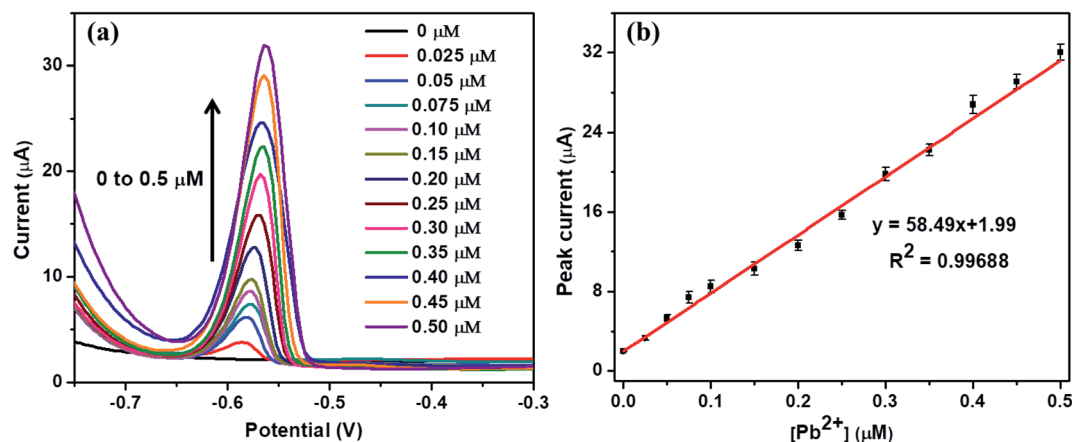 (a)
Current (μA)
30
20
10
0
-0.7
-0.6
-0.5
-0.4
-0.3
Potential (V)
0 to 0.5 μM
0 μM
0.025 μM
0.05 μM
0.075 μM
0.10 μM
0.15 μM
0.20 μM
0.25 μM
0.30 μM
0.35 μM
0.40 μM
0.45 μM
0.50 μM
(b)
Peak current (μA)
32
24
16
8
0
0.0
0.1
0.2
0.3
0.4
0.5
[Pb²⁺] (μM)
y = 58.49x+1.99
R² = 0.99688